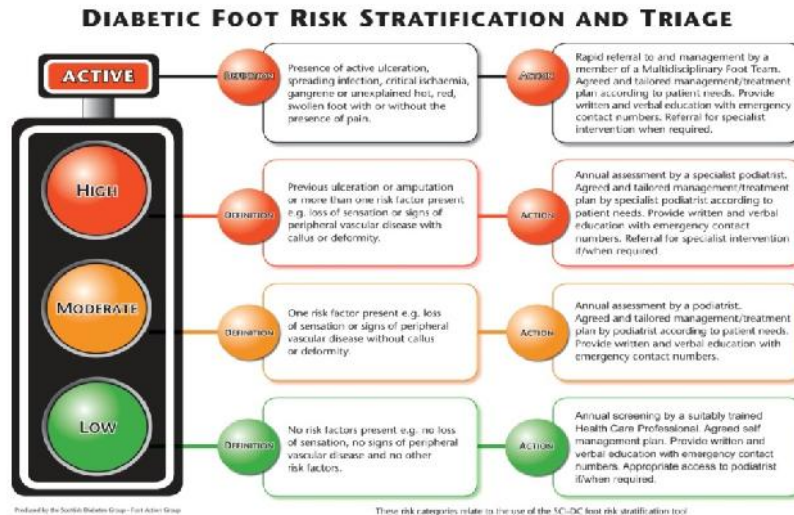 DIABETIC FOOT RISK STRATIFICATION AND TRIAGE
ACTIVE
DEFINITION
Presence of active ulceration,
spreading infection, critical ischaemia,
gangrene or unexplained hot, red,
swollen foot with or without the
presence of pain.
ACTION
Rapid referral to and management by a
member of a Multidisciplinary Foot Team.
Agreed and tailored management/treatment
plan according to patient needs. Provide
written and verbal education with emergency
contact numbers. Referral for specialist
intervention when required.
HIGH
DEFINITION
Previous ulceration or amputation
or more than one risk factor present
e.g. loss of sensation or signs of
peripheral vascular disease with
callus or deformity.
ACTION
Annual assessment by a specialist podiatrist.
Agreed and tailored management/treatment
plan by specialist podiatrist according to
patient needs. Provide written and verbal
education with emergency contact
numbers. Referral for specialist intervention
if/when required.
MODERATE
DEFINITION
One risk factor present e.g. loss
of sensation or signs of peripheral
vascular disease without callus
or deformity.
ACTION
Annual assessment by a podiatrist.
Agreed and tailored management/treatment
plan by podiatrist according to patient needs.
Provide written and verbal education with
emergency contact numbers.
LOW
DEFINITION
No risk factors present e.g. no loss
of sensation, no signs of peripheral
vascular disease and no other
risk factors.
ACTION
Annual screening by a suitably trained
Health Care Professional. Agreed self
management plan. Provide written and
verbal education with emergency contact
numbers. Appropriate access to podiatrist
if/when required.
Produced by the Scottish Diabetes Group - Foot Action Group
These risk categories relate to the use of the SCI-DC foot risk stratification tool